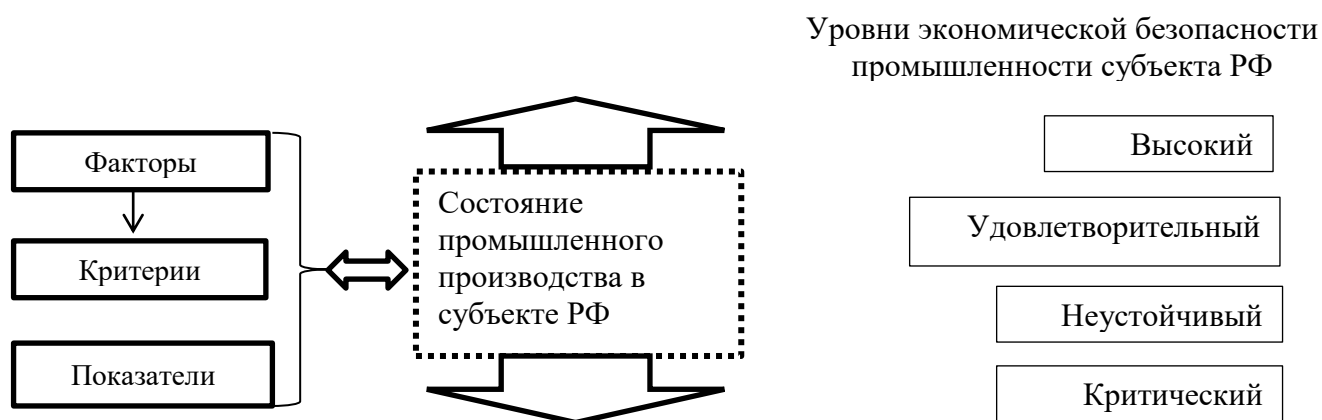 Уровни экономической безопасности
промышленности субъекта РФ
Факторы
Критерии
Показатели
Состояние
промышленного
производства в
субъекте РФ
Высокий
Удовлетворительный
Неустойчивый
Критический